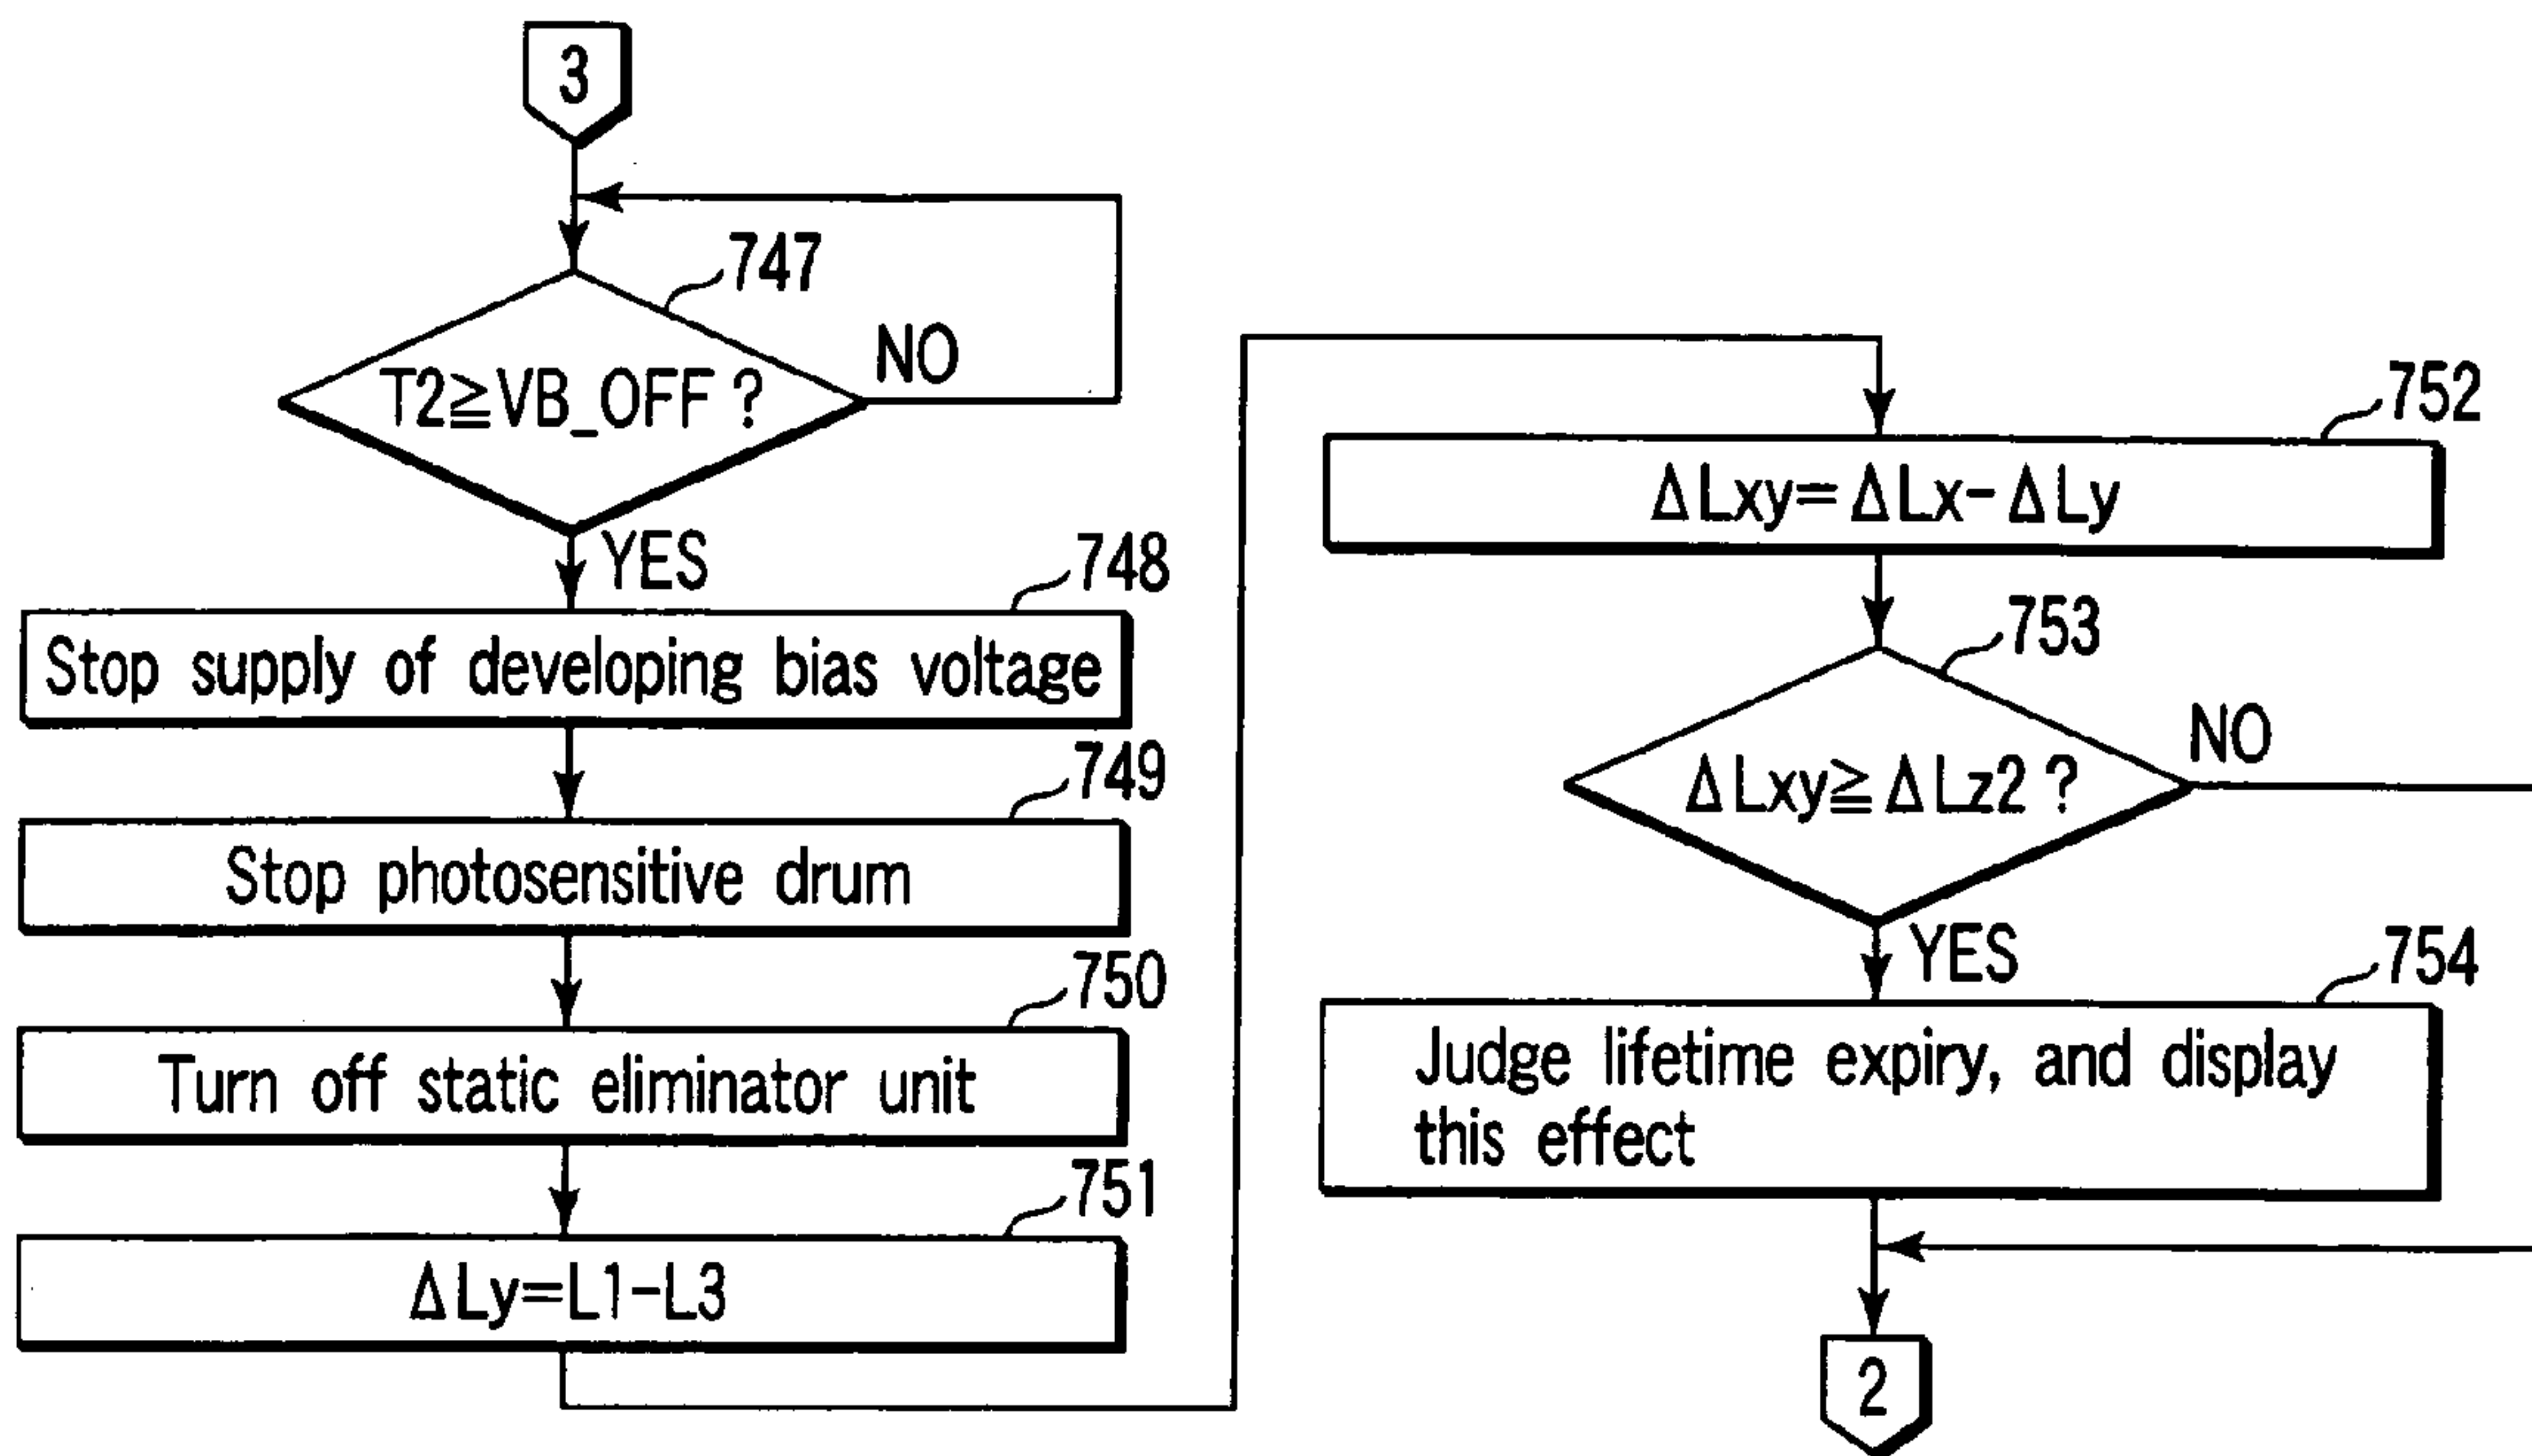 3
747
T2≧VB_OFF ?
NO
YES
748
Stop supply of developing bias voltage
749
Stop photosensitive drum
750
Turn off static eliminator unit
751
ΔLy=L1-L3
752
ΔLxy=ΔLx-ΔLy
753
ΔLxy≧ΔLz2 ?
NO
YES
754
Judge lifetime expiry, and display
this effect
2